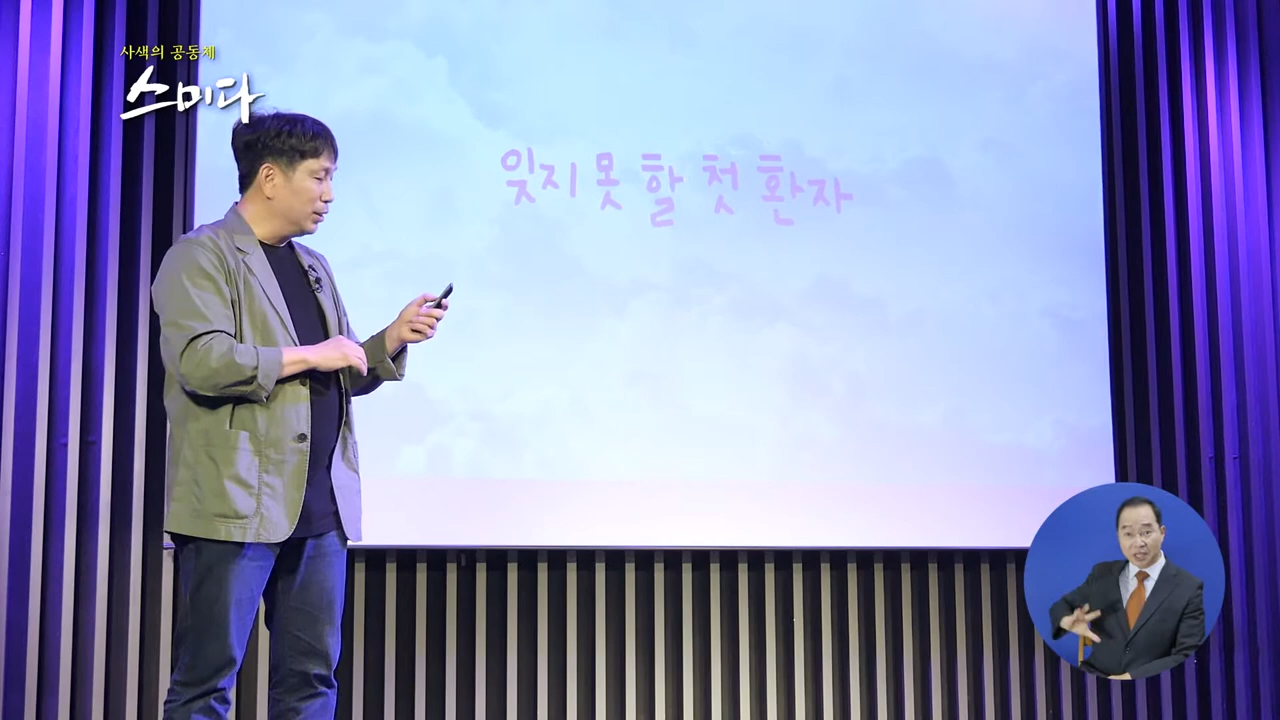 사색의 공동체
스미다
잊지 못 할 첫 환자